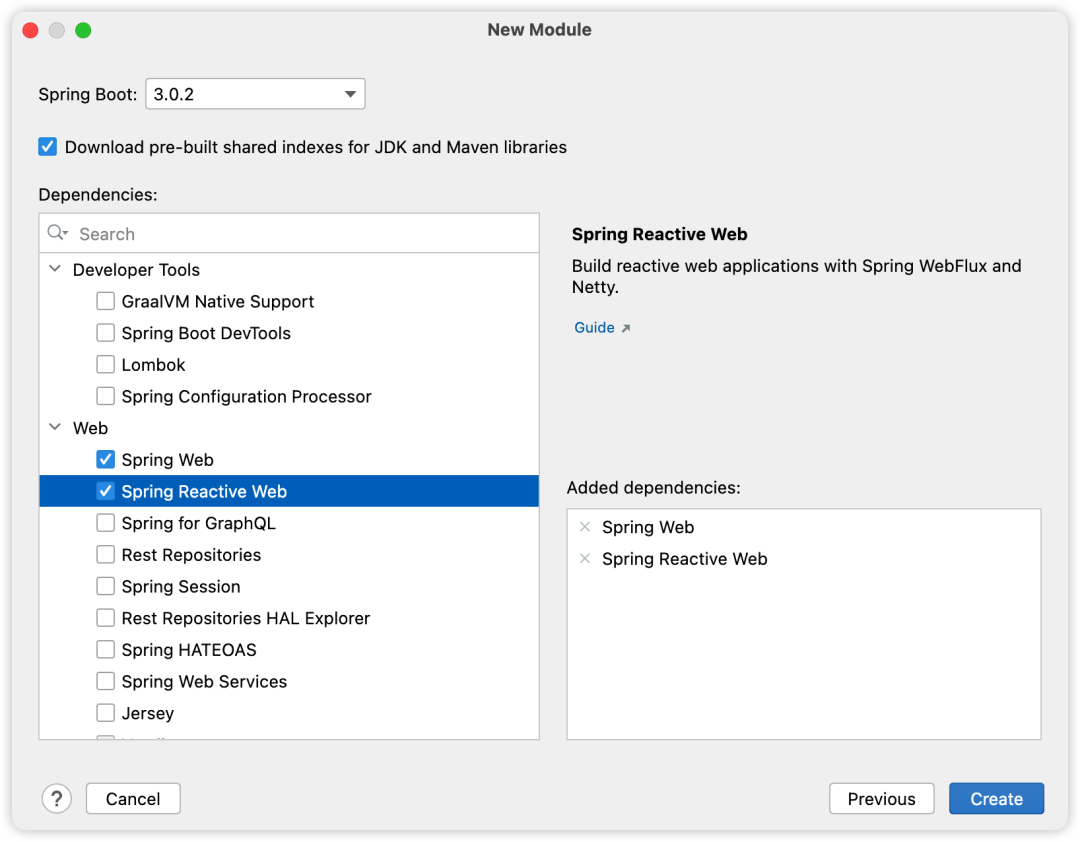 New Module
Spring Boot:
3.0.2
Download pre-built shared indexes for JDK and Maven libraries
Dependencies:
Search
Developer Tools
GraalVM Native Support
Spring Boot DevTools
Lombok
Spring Configuration Processor
Web
Spring Web
Spring Reactive Web
Spring for GraphQL
Rest Repositories
Spring Session
Rest Repositories HAL Explorer
Spring HATEOAS
Spring Web Services
Jersey
Spring Reactive Web
Build reactive web applications with Spring WebFlux and
Netty.
Guide
Added dependencies:
Spring Web
Spring Reactive Web
?
Cancel
Previous
Create